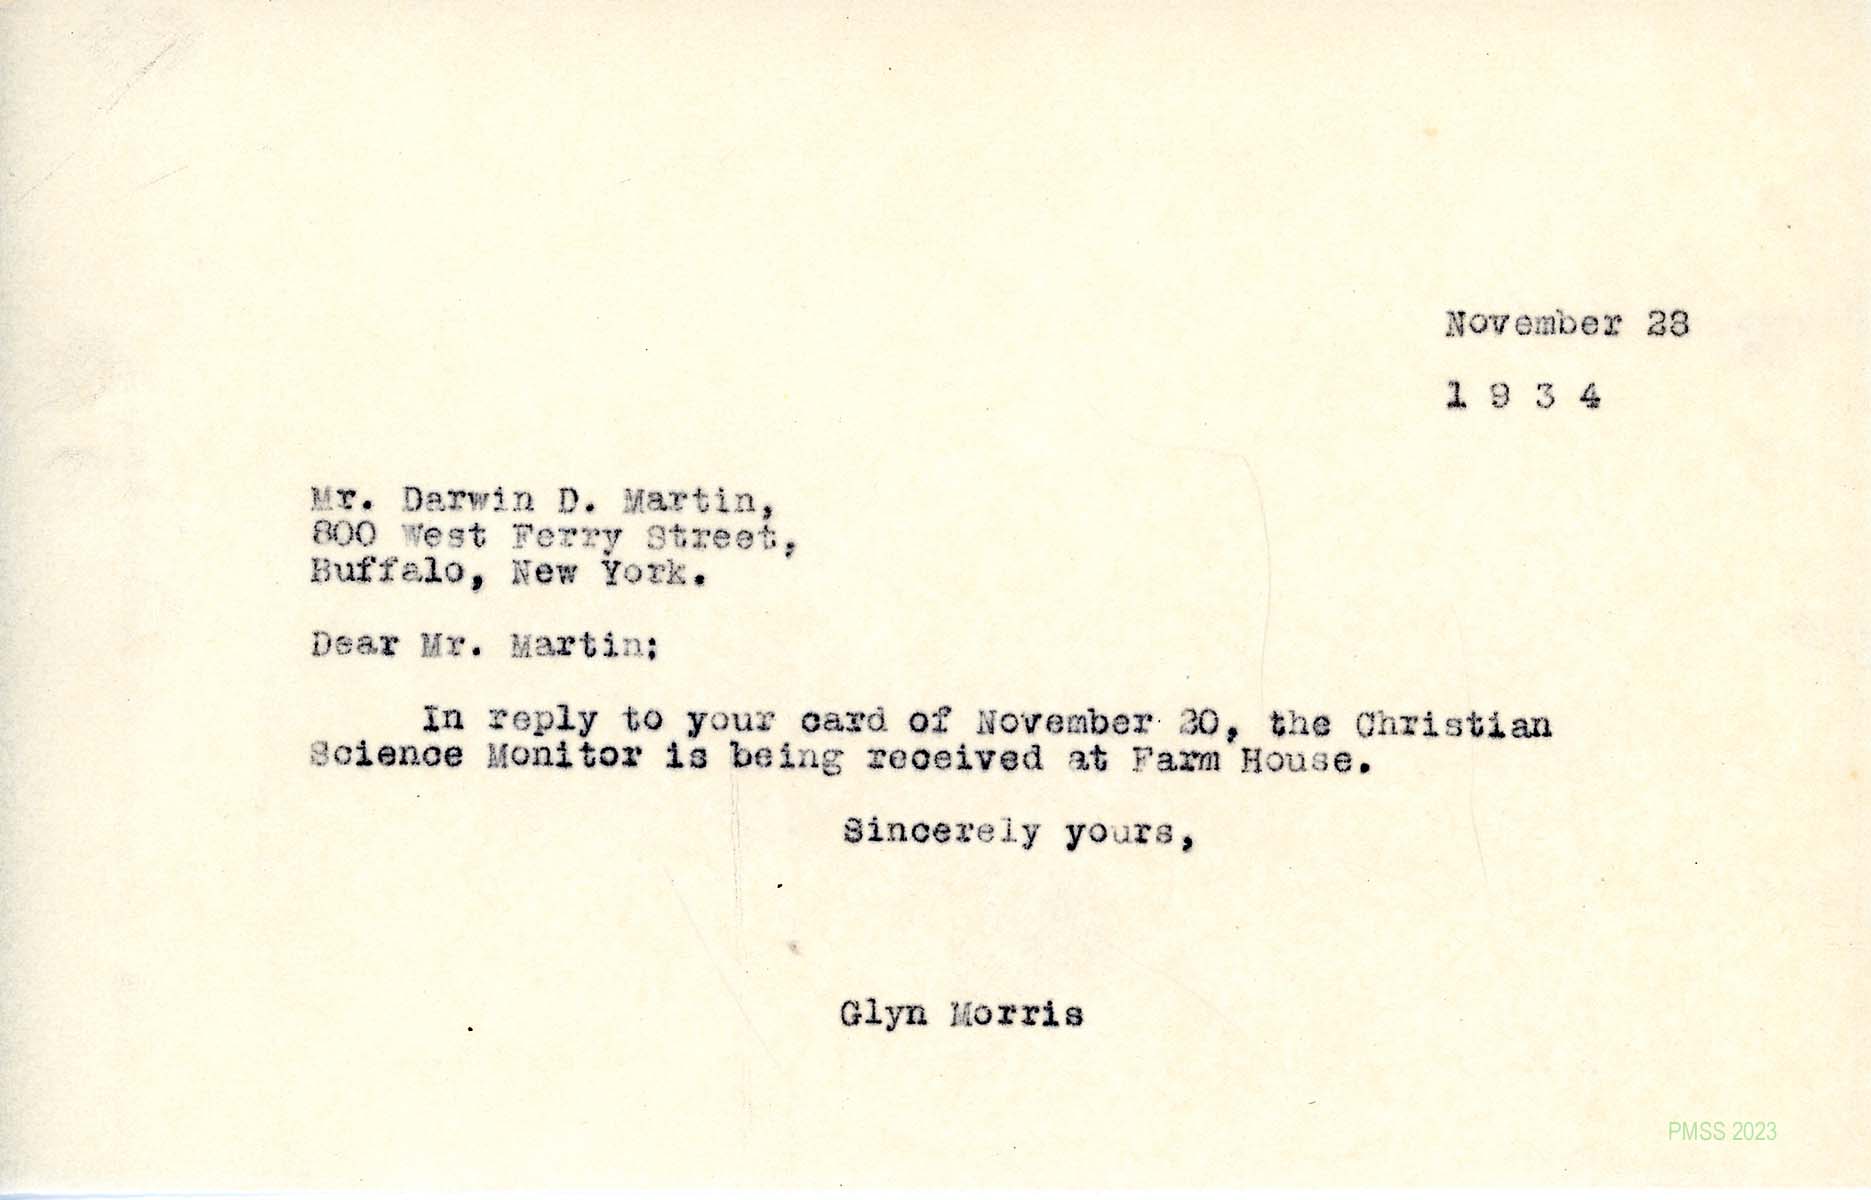 November 28
1 9 3 4
Mr. Darwin D. Martin,
800 West Ferry Street,
Buffalo, New York.
Dear Mr. Martin:
In reply to your card of November 20, the Christian
Science Monitor is being received at Farm House.
Sincerely yours,
Glyn Morris
PMSS 2023